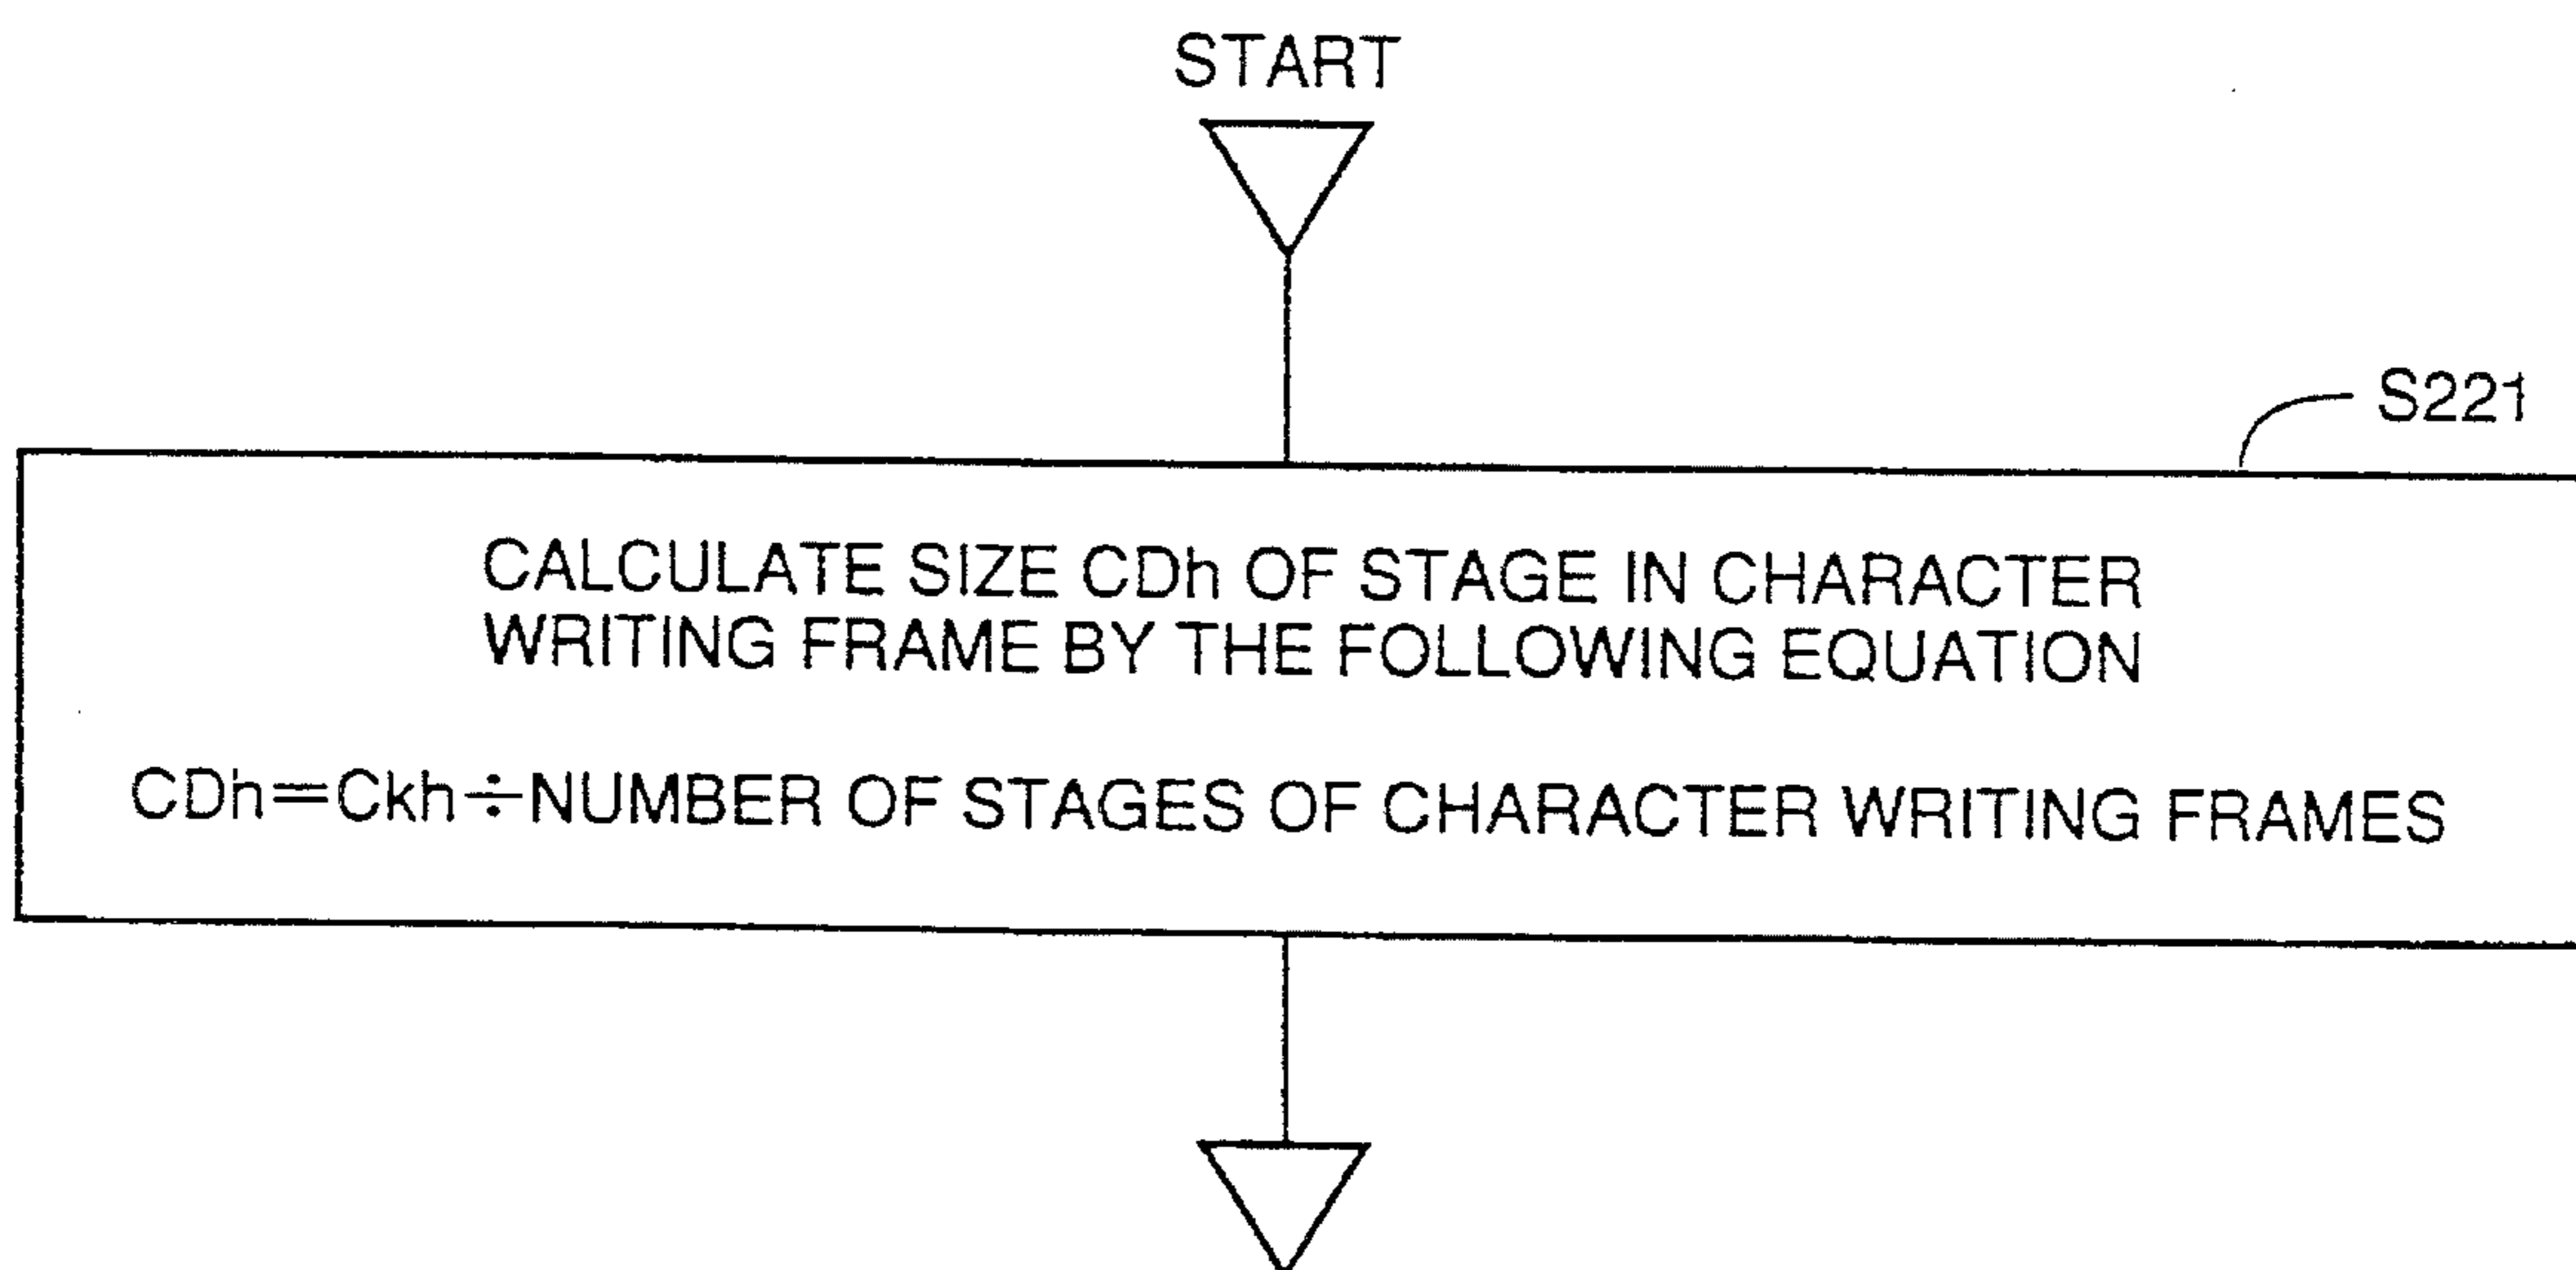 START
S221
CALCULATE SIZE CDh OF STAGE IN CHARACTER
WRITING FRAME BY THE FOLLOWING EQUATION
CDh=Ckh÷NUMBER OF STAGES OF CHARACTER WRITING FRAMES